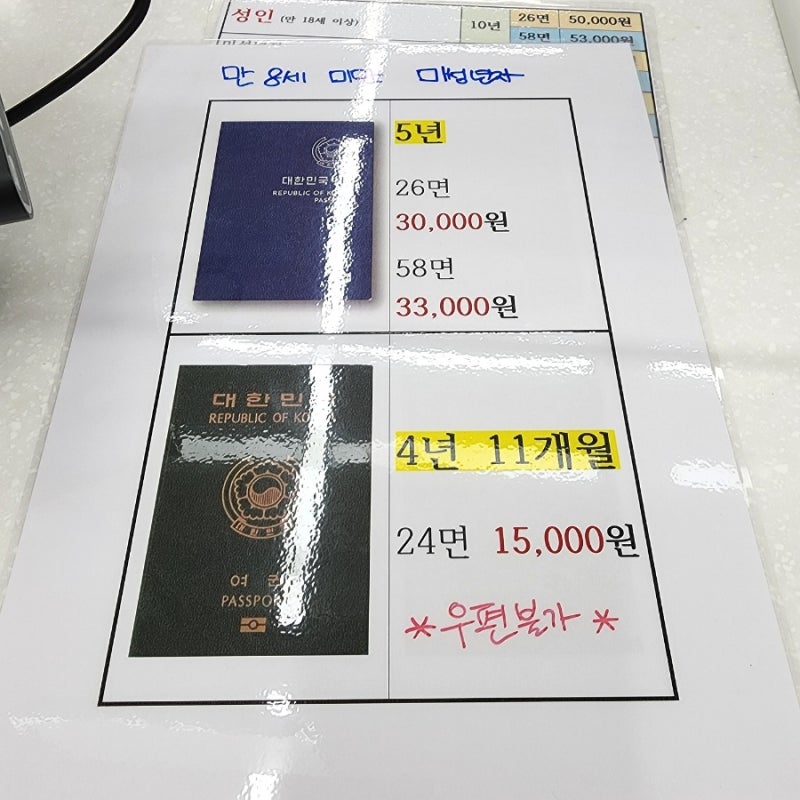 성인 (만 18세 이상) 10년 26면 50,000원
58면 53,000원
만 8세 미만 미성년자
대한민국
REPUBLIC OF
5년
26면
30,000원
58면
33,000원
대한민
REPUBLIC OF
여
PASSPO
4년 11개월
24면 15,000원
*우편불가*